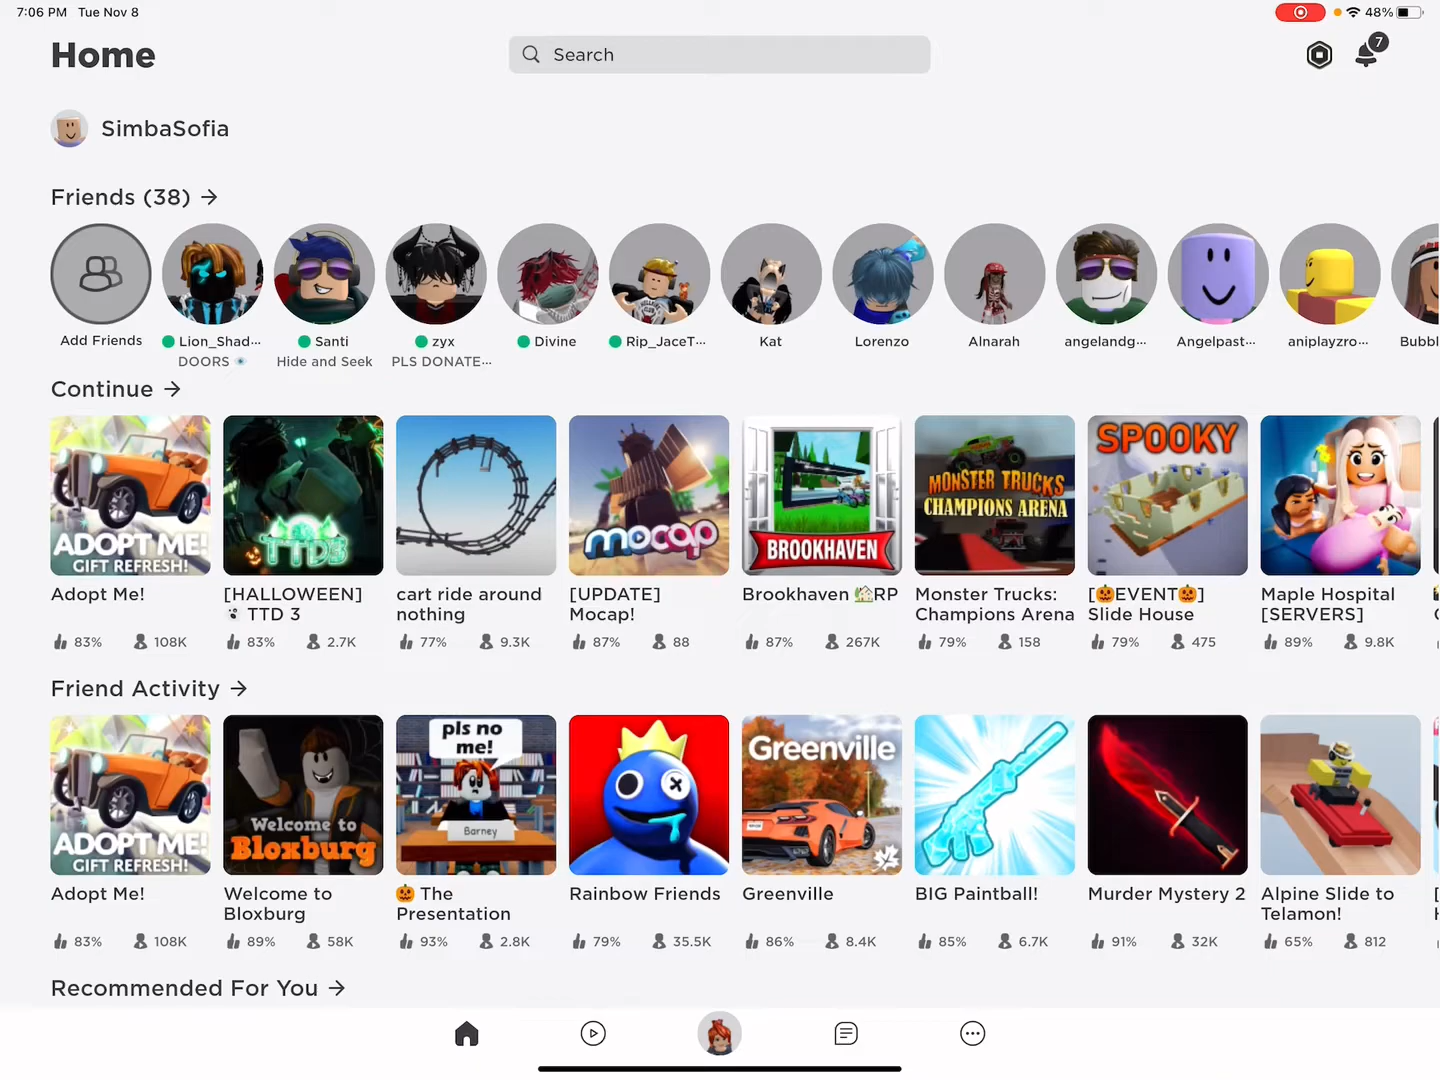 7:06 PM Tue Nov 8
48%
Home
Search
7
SimbaSofia
Friends (38) →
Add Friends
Lion_Shad...
Santi
zyx
Divine
Rip_JaceT...
Kat
Lorenzo
Alnarah
angelandg...
Angelpast...
aniplayzro...
Bubbl
DOORS 👁
Hide and Seek
PLS DONATE...
Continue →
ADOPT ME!
GIFT REFRESH!
TTD3
mocap
BROOKHAVEN
MONSTER TRUCKS
CHAMPIONS ARENA
SPOOKY
Adopt Me!
[HALLOWEEN]
👻 TTD 3
cart ride around
nothing
[UPDATE]
Mocap!
Brookhaven 🏡RP
Monster Trucks:
Champions Arena
[🎃EVENT🎃]
Slide House
Maple Hospital
[SERVERS]
83% 108K
83% 2.7K
77% 9.3K
87% 88
87% 267K
79% 158
79% 475
89% 9.8K
Friend Activity →
ADOPT ME!
GIFT REFRESH!
Welcome to
Bloxburg
pls no
me!
Barney
Greenville
Adopt Me!
Welcome to
Bloxburg
🎃 The
Presentation
Rainbow Friends
Greenville
BIG Paintball!
Murder Mystery 2
Alpine Slide to
Telamon!
[
83% 108K
89% 58K
93% 2.8K
79% 35.5K
86% 8.4K
85% 6.7K
91% 32K
65% 812
Recommended For You →